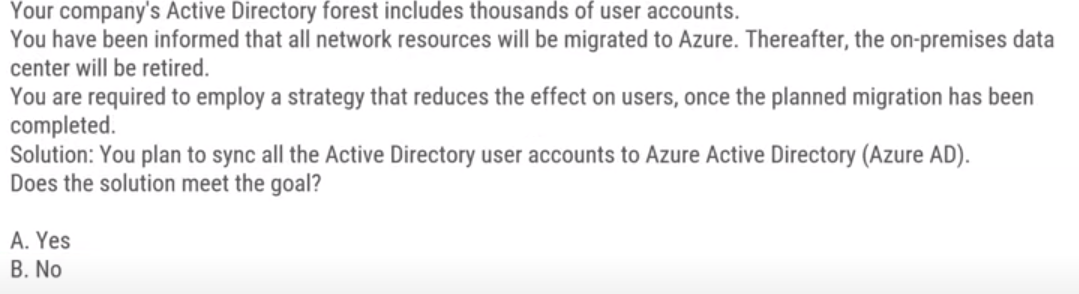 Your company's Active Directory forest includes thousands of user accounts.
You have been informed that all network resources will be migrated to Azure. Thereafter, the on-premises data
center will be retired.
You are required to employ a strategy that reduces the effect on users, once the planned migration has been
completed.
Solution: You plan to sync all the Active Directory user accounts to Azure Active Directory (Azure AD).
Does the solution meet the goal?
A. Yes
B. No